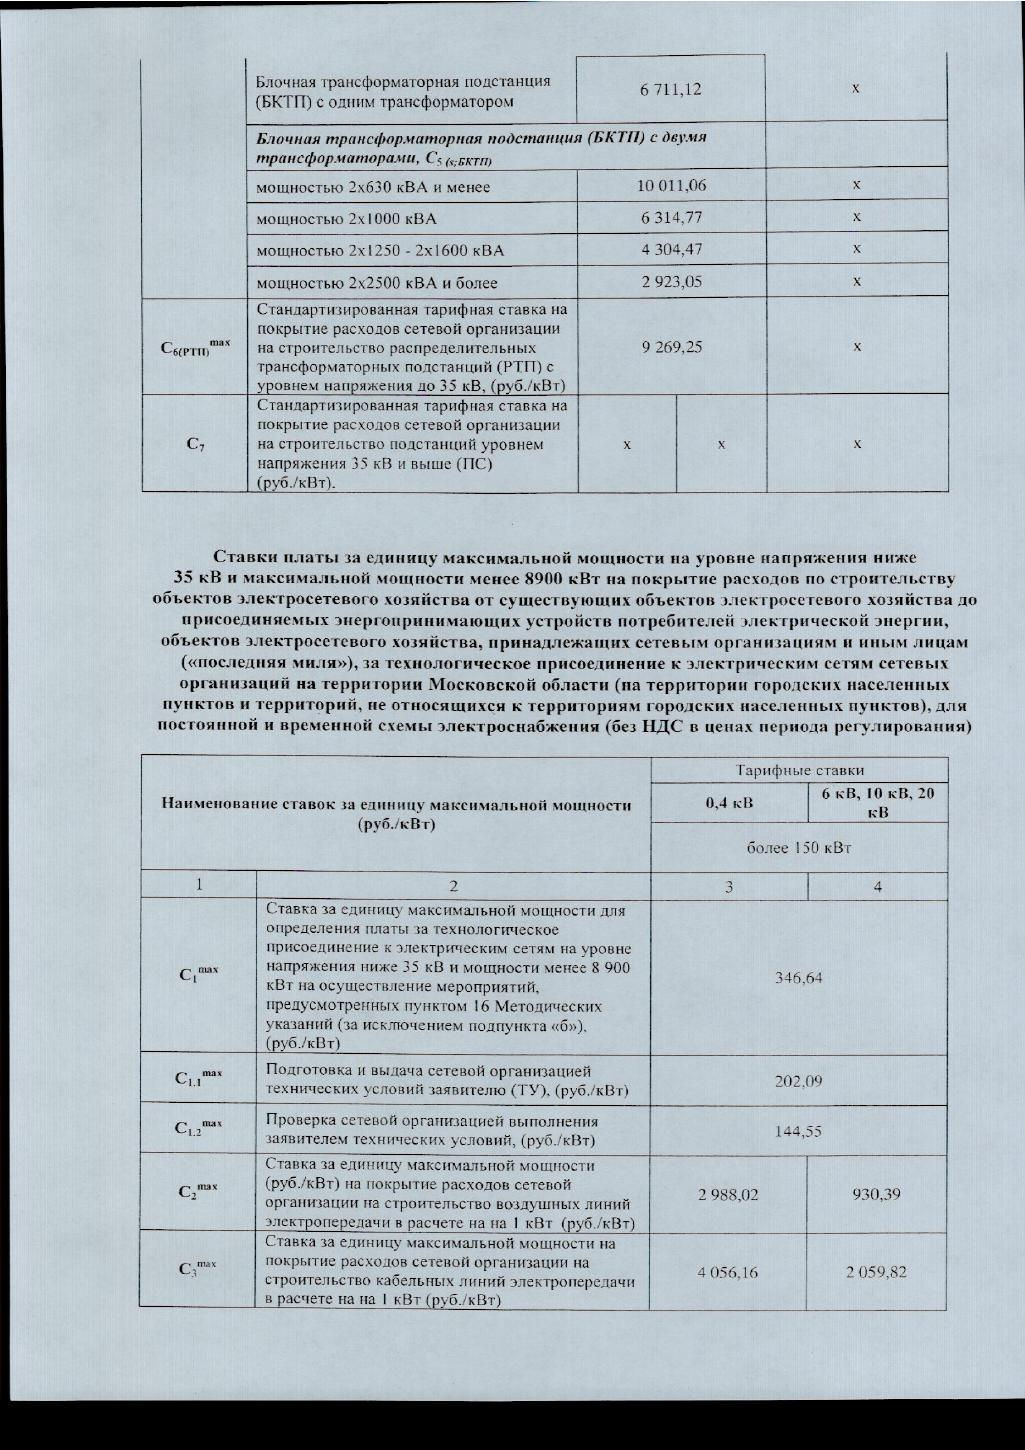 Блочная трансформаторная подстанция
(БКТП) с одним трансформатором
6 711,12
х
Блочная трансформаторная подстанция (БКТП) с двумя
трансформаторами, C5 (s;БКТП)
мощностью 2х630 кВА и менее
10 011,06
х
мощностью 2х1000 кВА
6 314,77
х
мощностью 2х1250 - 2х1600 кВА
4 304,47
х
мощностью 2х2500 кВА и более
2 923,05
х
C6(РТП)max
Стандартизированная тарифная ставка на
покрытие расходов сетевой организации
на строительство распределительных
трансформаторных подстанций (РТП) с
уровнем напряжения до 35 кВ, (руб./кВт)
9 269,25
х
C7
Стандартизированная тарифная ставка на
покрытие расходов сетевой организации
на строительство подстанций уровнем
напряжения 35 кВ и выше (ПС)
(руб./кВт).
х
х
х
Ставки платы за единицу максимальной мощности на уровне напряжения ниже
35 кВ и максимальной мощности менее 8900 кВт на покрытие расходов по строительству
объектов электросетевого хозяйства от существующих объектов электросетевого хозяйства до
присоединяемых энергопринимающих устройств потребителей электрической энергии,
объектов электросетевого хозяйства, принадлежащих сетевым организациям и иным лицам
(«последняя миля»), за технологическое присоединение к электрическим сетям сетевых
организаций на территории Московской области (на территории городских населенных
пунктов и территорий, не относящихся к территориям городских населенных пунктов), для
постоянной и временной схемы электроснабжения (без НДС в ценах периода регулирования)
Наименование ставок за единицу максимальной мощности
(руб./кВт)
Тарифные ставки
0,4 кВ
6 кВ, 10 кВ, 20
кВ
более 150 кВт
1
2
3
4
C1max
Ставка за единицу максимальной мощности для
определения платы за технологическое
присоединение к электрическим сетям на уровне
напряжения ниже 35 кВ и мощности менее 8 900
кВт на осуществление мероприятий,
предусмотренных пунктом 16 Методических
указаний (за исключением подпункта «б»),
(руб./кВт)
346,64
C1.1max
Подготовка и выдача сетевой организацией
технических условий заявителю (ТУ), (руб./кВт)
202,09
C1.2max
Проверка сетевой организацией выполнения
заявителем технических условий, (руб./кВт)
144,55
C2max
Ставка за единицу максимальной мощности
(руб./кВт) на покрытие расходов сетевой
организации на строительство воздушных линий
электропередачи в расчете на на 1 кВт (руб./кВт)
2 988,02
930,39
C3max
Ставка за единицу максимальной мощности на
покрытие расходов сетевой организации на
строительство кабельных линий электропередачи
в расчете на на 1 кВт (руб./кВт)
4 056,16
2 059,82